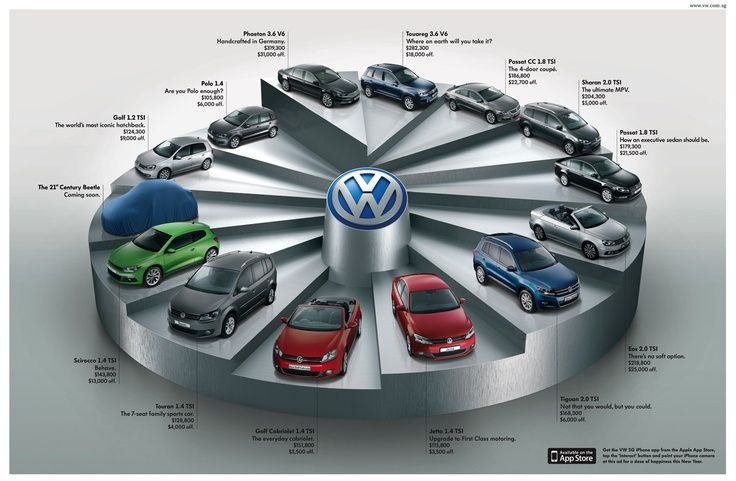 www.vw.com.sg
Phaeton 3.6 V6
Handcrafted in Germany.
$319,300
$31,000 off.
Touareg 3.6 V6
Where on earth will you take it?
$282,300
$18,000 off.
Passat CC 1.8 TSI
The 4-door coupé.
$186,800
$22,700 off.
Sharan 2.0 TSI
The ultimate MPV.
$204,300
$5,000 off.
Polo 1.4
Are you Polo enough?
$105,800
$6,000 off.
Golf 1.2 TSI
The world's most iconic hatchback.
$124,300
$9,000 off.
Passat 1.8 TSI
How an executive sedan should be.
$179,300
$21,500 off.
The 21st Century Beetle
Coming soon.
VW
Scirocco 1.4 TSI
Behave.
$143,800
$13,000 off.
Eos 2.0 TSI
There's no soft option.
$218,800
$25,000 off.
Touran 1.4 TSI
The 7-seat family sports car.
$128,800
$4,000 off.
Tiguan 2.0 TSI
Not that you would, but you could.
$168,300
$6,000 off.
Golf Cabriolet 1.4 TSI
The everyday cabriolet.
$151,800
$3,500 off.
Jetta 1.4 TSI
Upgrade to First Class motoring.
$115,800
$3,500 off.
Available on the
App Store
Get the VW SG iPhone app from the Apple App Store,
tap the 'Interact' button and point your iPhone camera
at this ad for a dose of happiness this New Year.